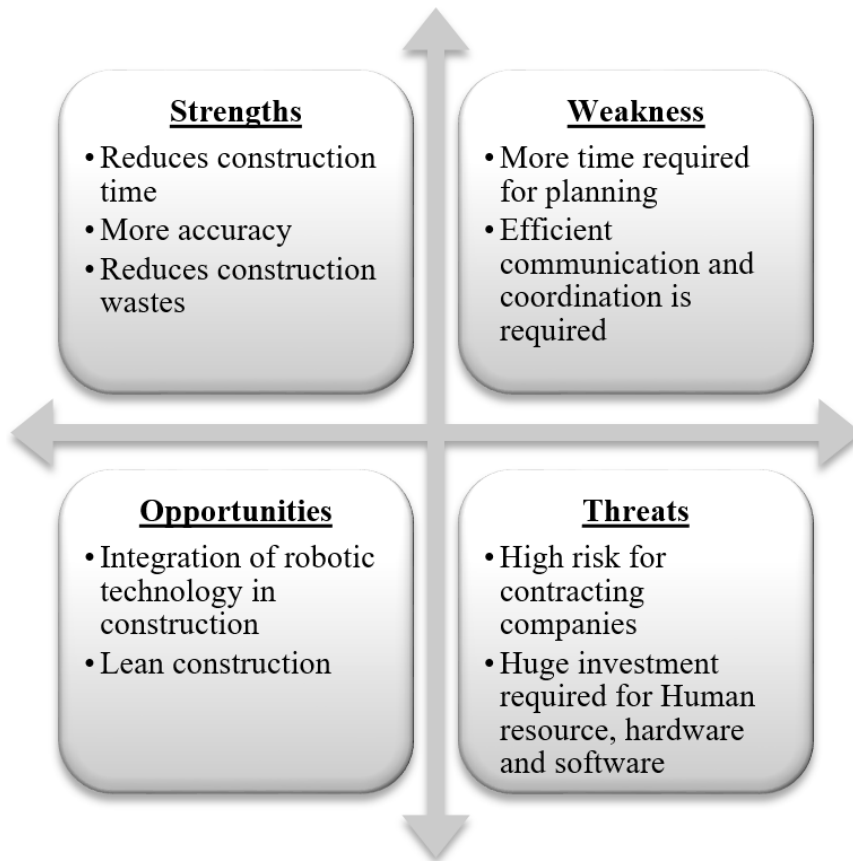 Strengths
• Reduces construction
time
• More accuracy
• Reduces construction
wastes
Weakness
• More time required
for planning
• Efficient
communication and
coordination is
required
Opportunities
• Integration of robotic
technology in
construction
• Lean construction
Threats
• High risk for
contracting
companies
• Huge investment
required for Human
resource, hardware
and software